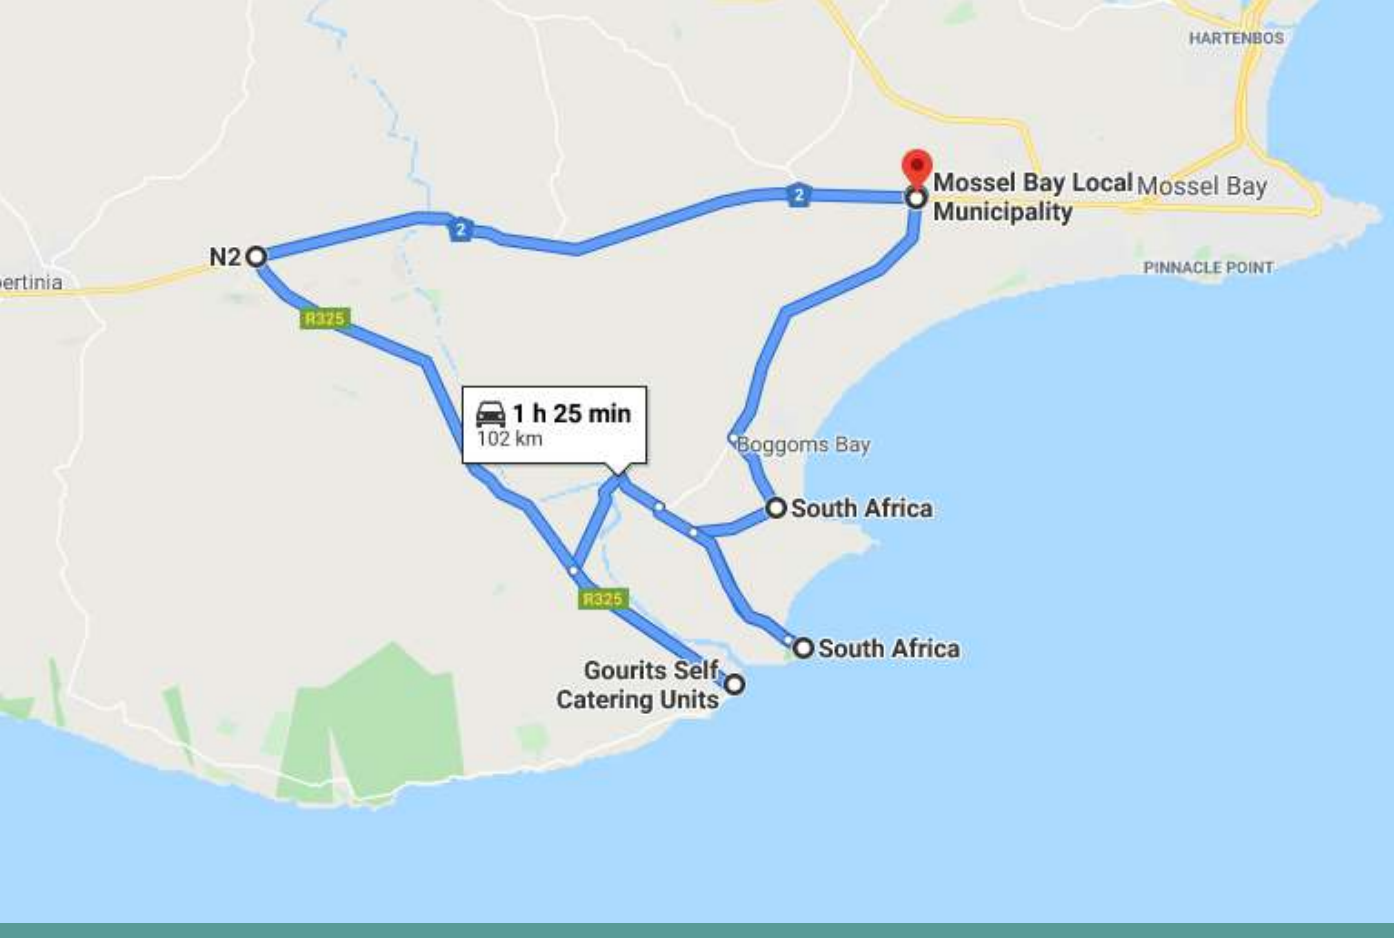 HARTENBOS
2
Mossel Bay Local
Municipality
Mossel Bay
2
N2
ertinia
PINNACLE POINT
R325
1 h 25 min
102 km
Boggoms Bay
South Africa
R325
South Africa
Gourits Self
Catering Units